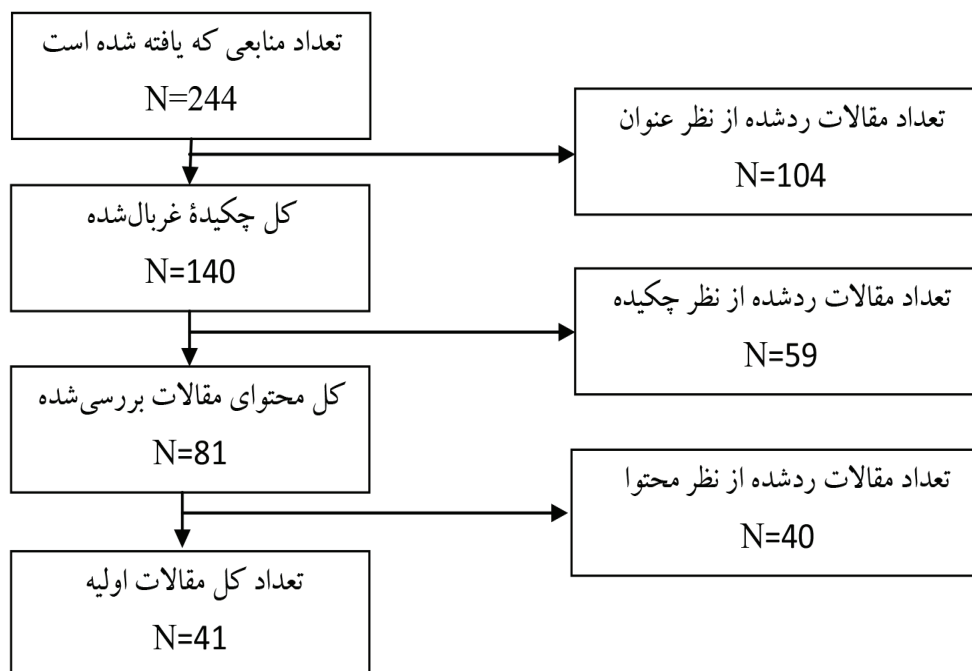 تعداد منابعی که یافته شده است
N=244
تعداد مقالات ردشده از نظر عنوان
N=104
کل چکیدۀ غربال‌شده
N=140
تعداد مقالات ردشده از نظر چکیده
N=59
کل محتوای مقالات بررسی‌شده
N=81
تعداد مقالات ردشده از نظر محتوا
N=40
تعداد کل مقالات اولیه
N=41